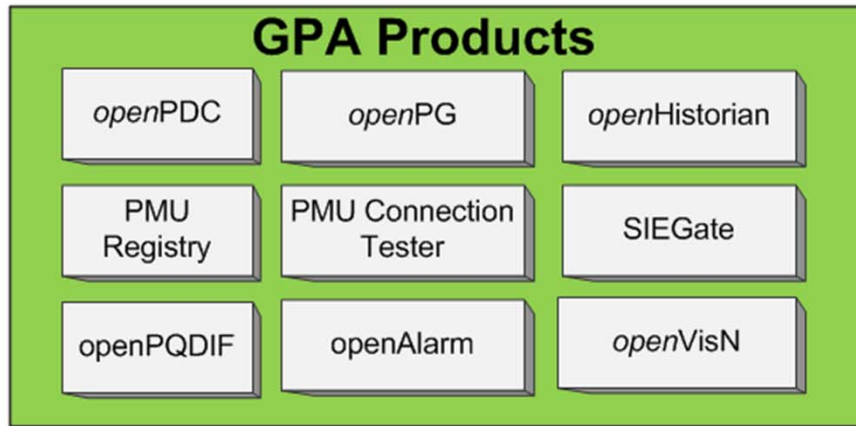 GPA Products
openPDC
openPG
openHistorian
PMU
Registry
PMU Connection
Tester
SIEGate
openPQDIF
openAlarm
openVisN